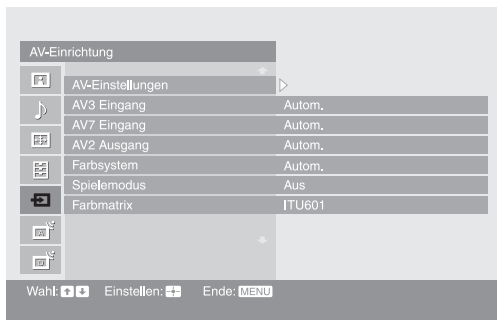 AV-Einrichtung
AV-Einstellungen
AV3 Eingang Autom.
AV7 Eingang Autom.
AV2 Ausgang Autom.
Farbsystem Autom.
Spielemodus Aus
Farbmatrix ITU601
Wahl: Einstellen: Ende: MENU